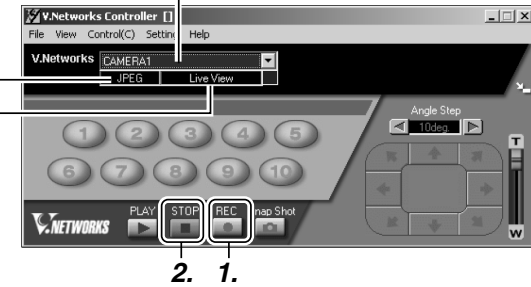 V.Networks Controller []
File View Control(C) Setting Help
V.Networks CAMERA1
JPEG Live View
Angle Step
10deg.
1 2 3 4 5
6 7 8 9 10
T
W
V.NETWORKS
PLAY STOP REC Snap Shot
2. 1.